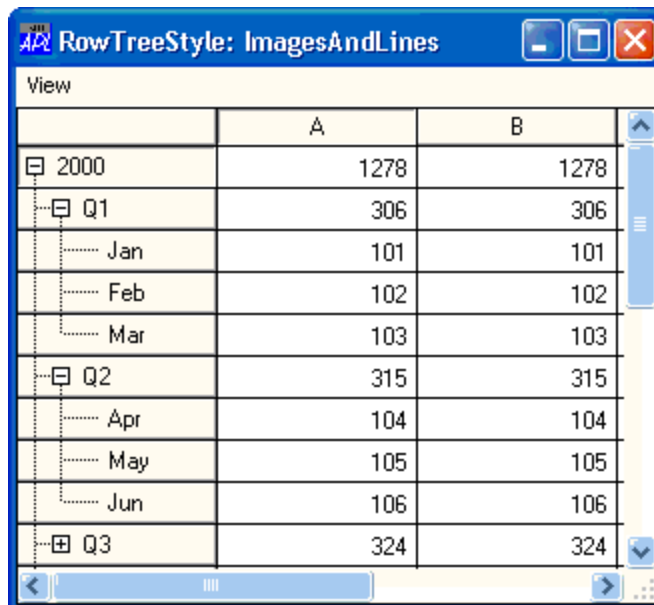 APL RowTreeStyle: ImagesAndLines
View
A B
2000 1278 1278
Q1 306 306
Jan 101 101
Feb 102 102
Mar 103 103
Q2 315 315
Apr 104 104
May 105 105
Jun 106 106
Q3 324 324